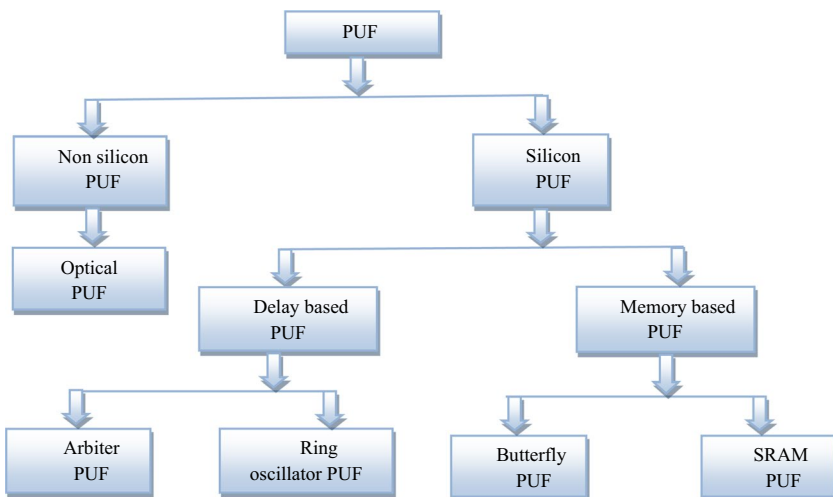 PUF
Non silicon
PUF
Silicon
PUF
Optical
PUF
Delay based
PUF
Memory based
PUF
Arbiter
PUF
Ring
oscillator PUF
Butterfly
PUF
SRAM
PUF